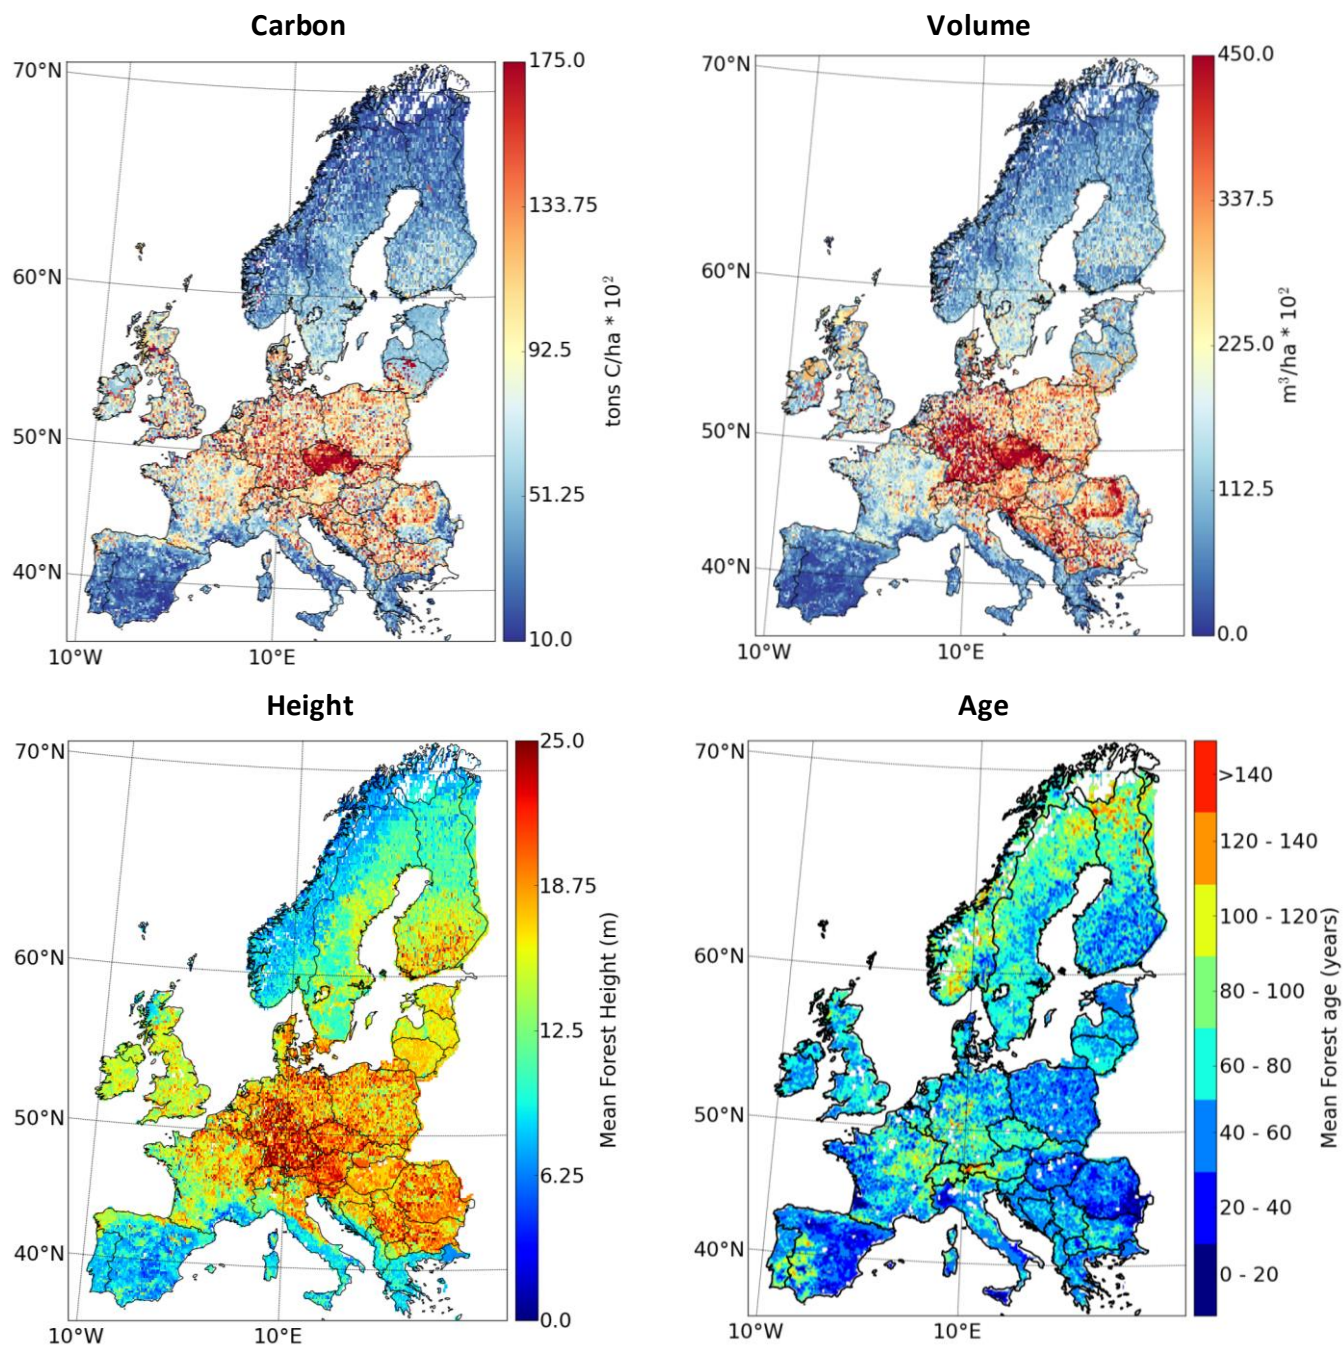 Carbon
70°N
60°N
50°N
40°N
10°W
10°E
175.0
133.75
92.5
51.25
10.0
tons C/ha * 10²
Volume
70°N
60°N
50°N
40°N
10°W
10°E
450.0
337.5
225.0
112.5
0.0
m³/ha * 10²
Height
70°N
60°N
50°N
40°N
10°W
10°E
25.0
18.75
12.5
6.25
0.0
Mean Forest Height (m)
Age
70°N
60°N
50°N
40°N
10°W
10°E
>140
120 - 140
100 - 120
80 - 100
60 - 80
40 - 60
20 - 40
0 - 20
Mean Forest age (years)